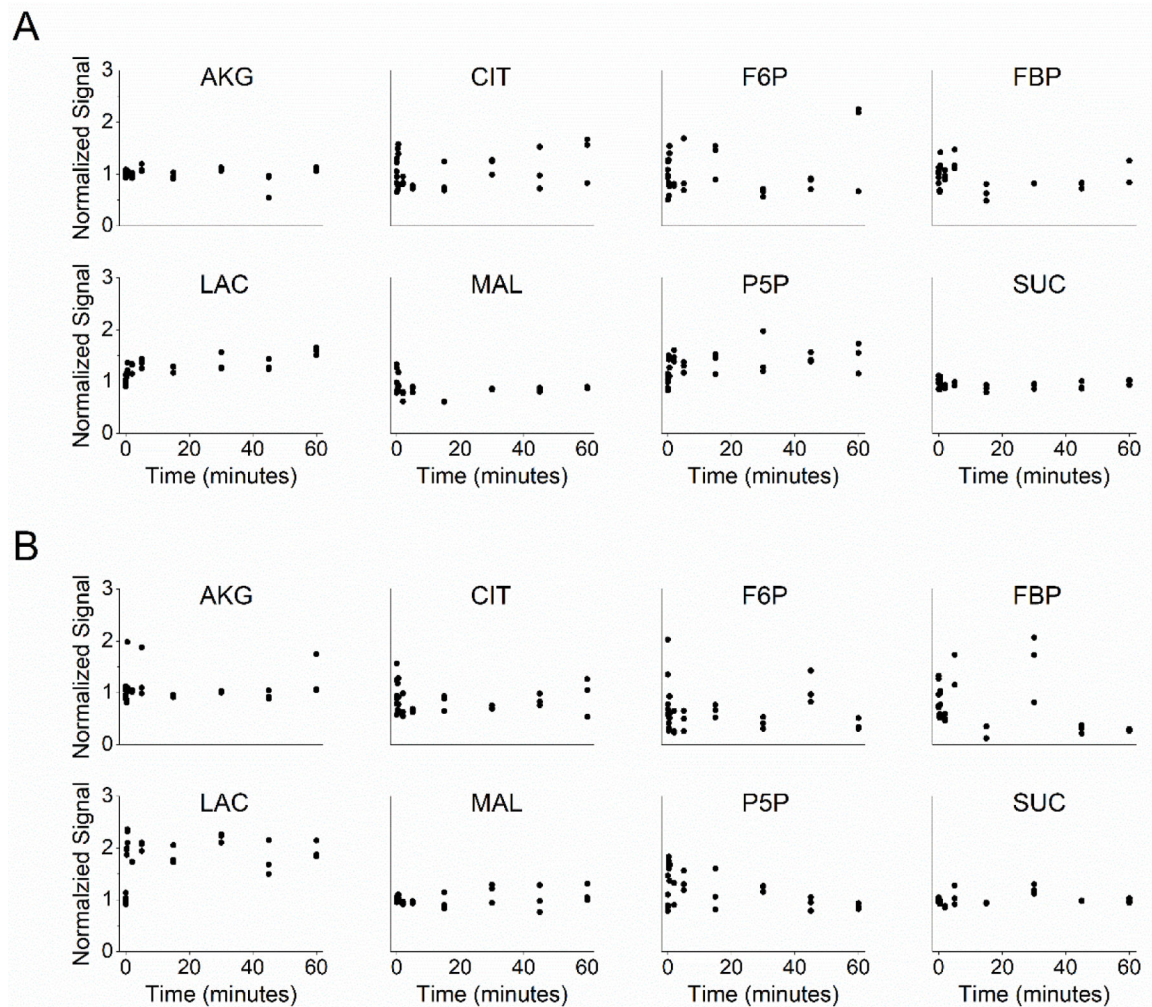 A
AKG CIT F6P FBP
Normalized Signal
3
2
1
0
LAC MAL P5P SUC
Normalized Signal
3
2
1
0
0 20 40 60 0 20 40 60 0 20 40 60 0 20 40 60
Time (minutes) Time (minutes) Time (minutes) Time (minutes)
B
AKG CIT F6P FBP
Normalized Signal
3
2
1
0
LAC MAL P5P SUC
Normalzied Signal
3
2
1
0
0 20 40 60 0 20 40 60 0 20 40 60 0 20 40 60
Time (minutes) Time (minutes) Time (minutes) Time (minutes)